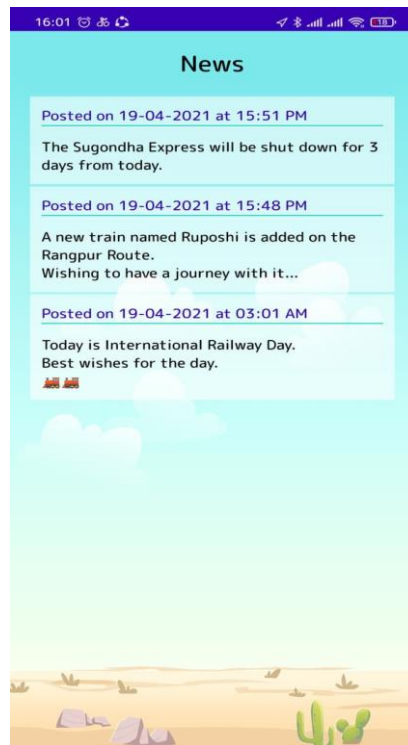 16:01
18
News
Posted on 19-04-2021 at 15:51 PM
The Sugondha Express will be shut down for 3
days from today.
Posted on 19-04-2021 at 15:48 PM
A new train named Ruposhi is added on the
Rangpur Route.
Wishing to have a journey with it...
Posted on 19-04-2021 at 03:01 AM
Today is International Railway Day.
Best wishes for the day.
🚂🚂